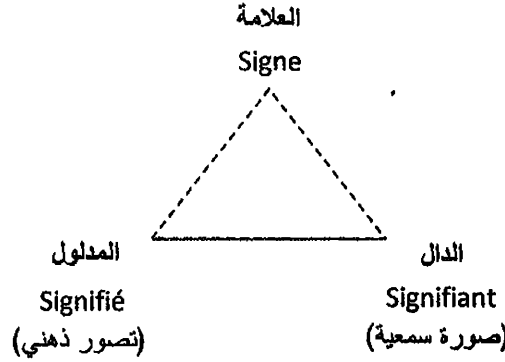 العلامة
Signe
المدلول
Signifié
(تصور ذهني)
الدال
Signifiant
(صورة سمعية)